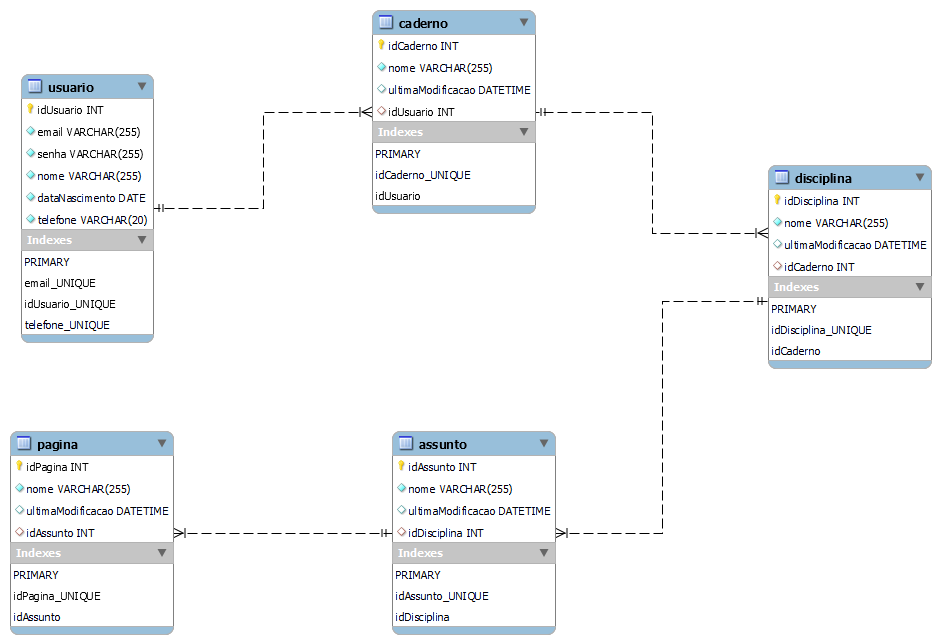 caderno
idCaderno INT
nome VARCHAR(255)
ultimaModificacao DATETIME
idUsuario INT
Indexes
PRIMARY
idCaderno_UNIQUE
idUsuario
usuario
idUsuario INT
email VARCHAR(255)
senha VARCHAR(255)
nome VARCHAR(255)
dataNascimento DATE
telefone VARCHAR(20)
Indexes
PRIMARY
email_UNIQUE
idUsuario_UNIQUE
telefone_UNIQUE
disciplina
idDisciplina INT
nome VARCHAR(255)
ultimaModificacao DATETIME
idCaderno INT
Indexes
PRIMARY
idDisciplina_UNIQUE
idCaderno
pagina
idPagina INT
nome VARCHAR(255)
ultimaModificacao DATETIME
idAssunto INT
Indexes
PRIMARY
idPagina_UNIQUE
idAssunto
assunto
idAssunto INT
nome VARCHAR(255)
ultimaModificacao DATETIME
idDisciplina INT
Indexes
PRIMARY
idAssunto_UNIQUE
idDisciplina